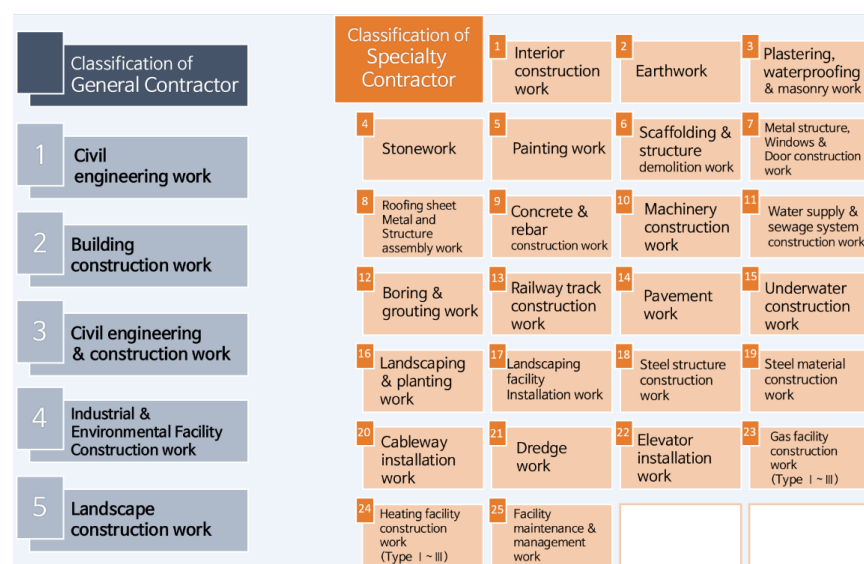 Classification of
General Contractor
1
Civil
engineering work
2
Building
construction work
3
Civil engineering
& construction work
4
Industrial &
Environmental Facility
Construction work
5
Landscape
construction work
Classification of
Specialty
Contractor
1
Interior
construction
work
2
Earthwork
3
Plastering,
waterproofing
& masonry work
4
Stonework
5
Painting work
6
Scaffolding &
structure
demolition work
7
Metal structure,
Windows &
Door construction
work
8
Roofing sheet
Metal and
Structure
assembly work
9
Concrete &
rebar
construction work
10
Machinery
construction
work
11
Water supply &
sewage system
construction work
12
Boring &
grouting work
13
Railway track
construction
work
14
Pavement
work
15
Underwater
construction
work
16
Landscaping
& planting
work
17
Landscaping
facility
Installation work
18
Steel structure
construction
work
19
Steel material
construction
work
20
Cableway
installation
work
21
Dredge
work
22
Elevator
installation
work
23
Gas facility
construction
work
(Type Ⅰ~Ⅲ)
24
Heating facility
construction
work
(Type Ⅰ~Ⅲ)
25
Facility
maintenance &
management
work